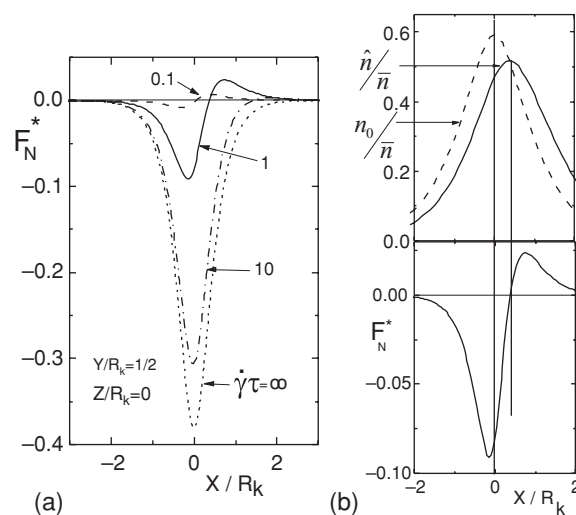 0.0
−0.1
−0.2
−0.3
−0.4
F_N^*
0.1
1
10
γ̇τ=∞
Y/R_k=1/2
Z/R_k=0
−2
0
2
X / R_k
(a)
(b)
0.6
0.4
0.2
0.0
n̂/n̄
n_0/n̄
0.00
−0.05
−0.10
F_N^*
−2
−1
0
1
2
X / R_k